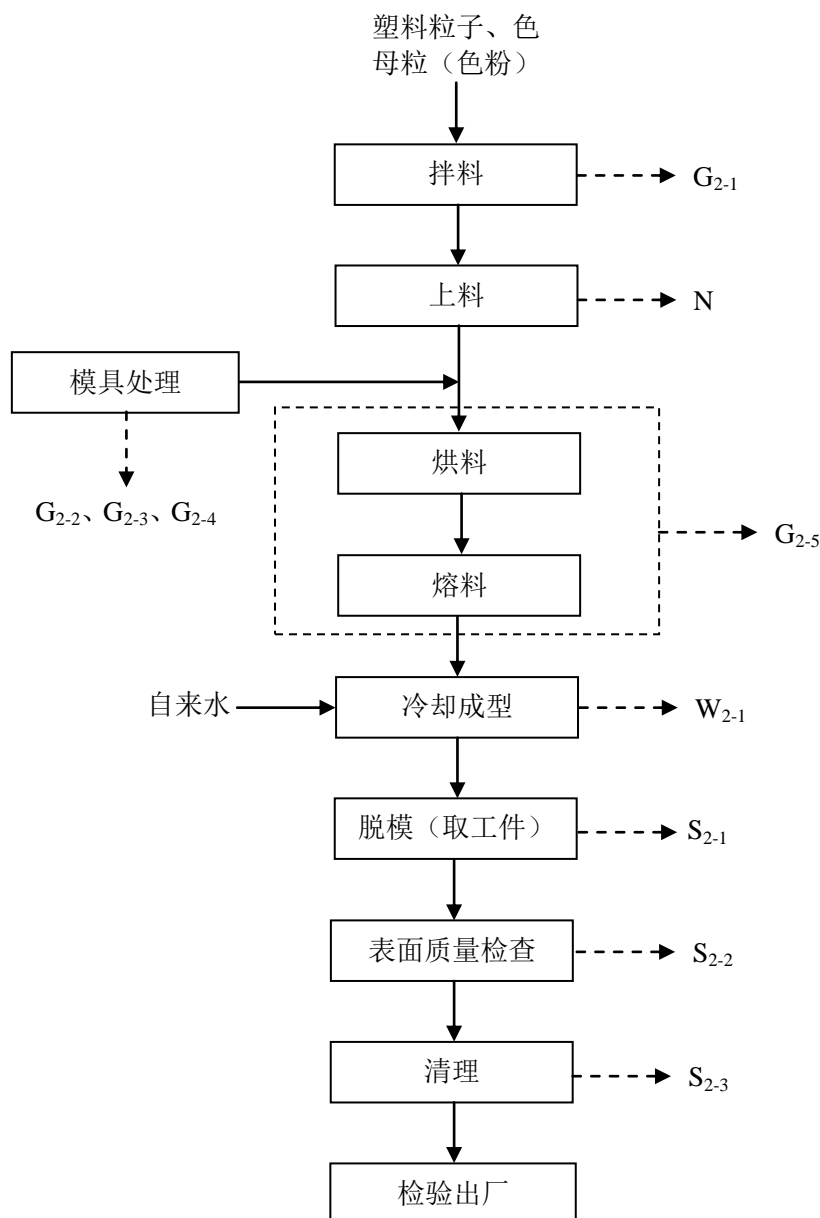 塑料粒子、色
母粒（色粉）
拌料
G2-1
上料
N
模具处理
G2-2、G2-3、G2-4
烘料
熔料
G2-5
自来水
冷却成型
W2-1
脱模（取工件）
S2-1
表面质量检查
S2-2
清理
S2-3
检验出厂